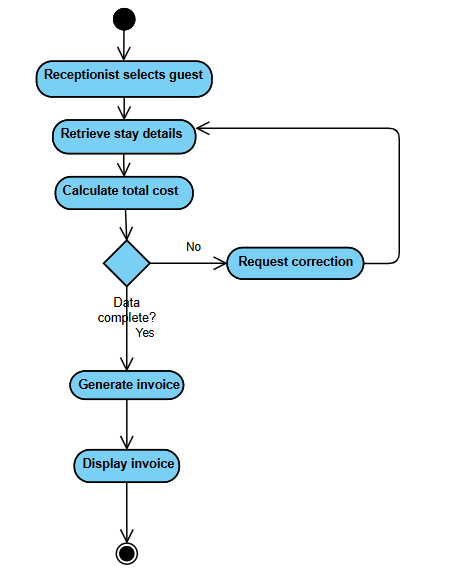 Receptionist selects guest
Retrieve stay details
Calculate total cost
No
Request correction
Data
complete?
Yes
Generate invoice
Display invoice